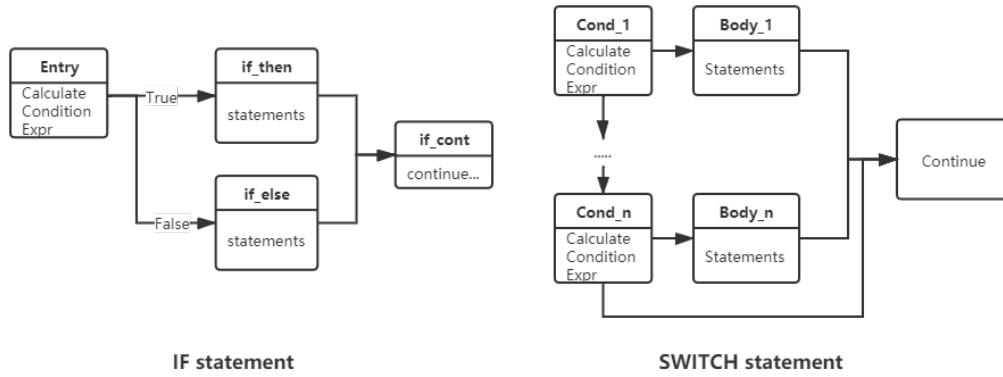 Entry
Calculate
Condition
Expr
True
False
if_then
statements
if_else
statements
if_cont
continue...
IF statement
Cond_1
Calculate
Condition
Expr
Body_1
Statements
.....
Cond_n
Calculate
Condition
Expr
Body_n
Statements
Continue
SWITCH statement